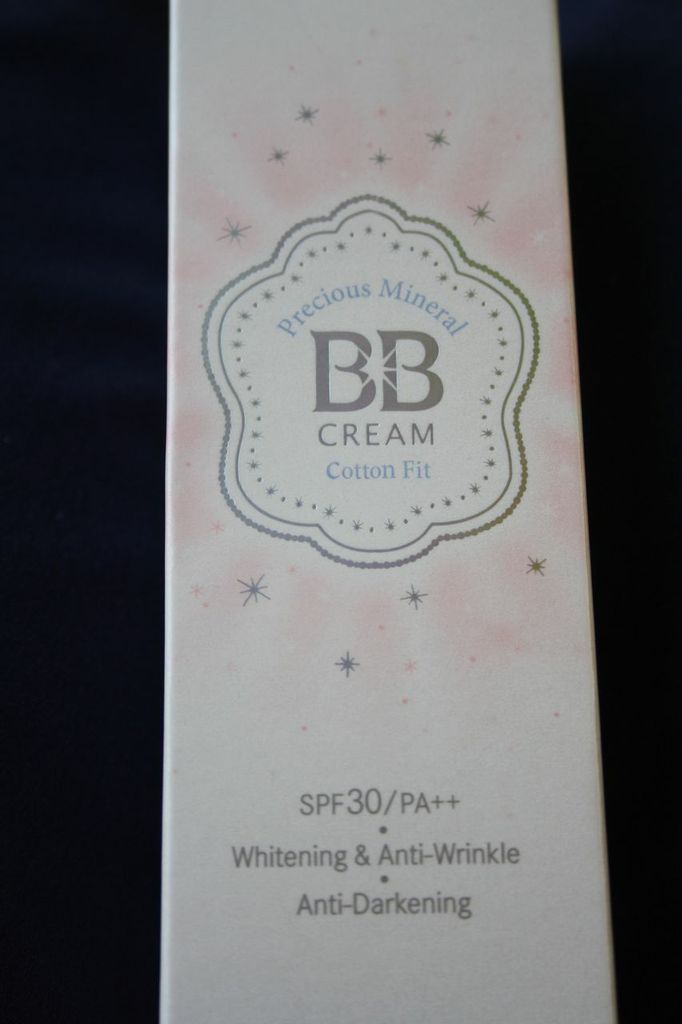 Precious Mineral
BB
CREAM
Cotton Fit
SPF30/PA++
•
Whitening & Anti-Wrinkle
•
Anti-Darkening